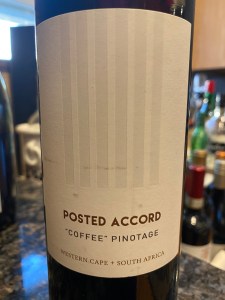 POSTED ACCORD
"COFFEE" PINOTAGE
WESTERN CAPE • SOUTH AFRICA